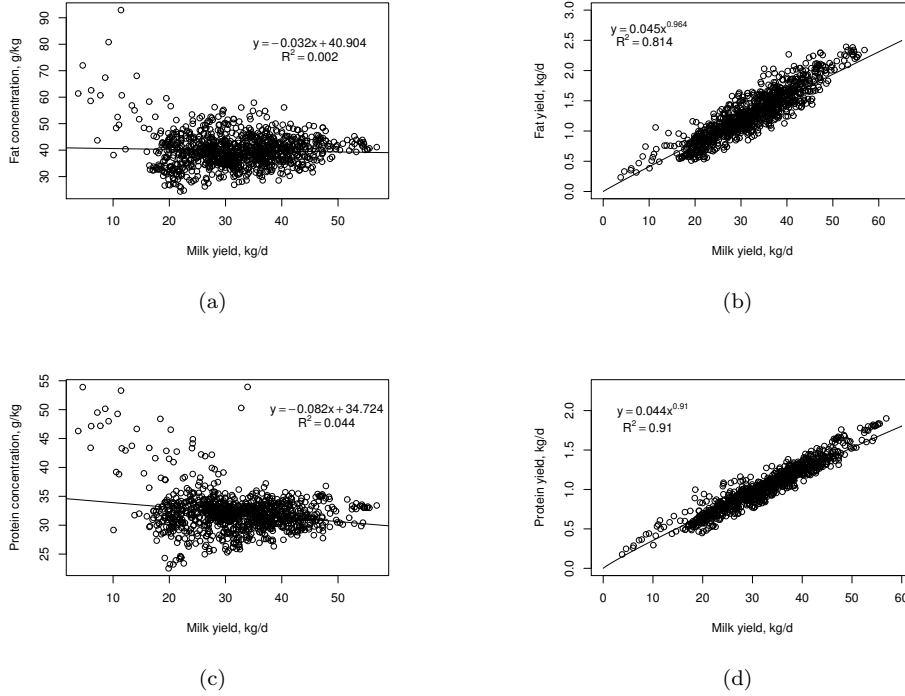 Fat concentration, g/kg
90
80
70
60
50
40
30
y = −0.032x + 40.904
R² = 0.002
10 20 30 40 50
Milk yield, kg/d
(a)
Fat yield, kg/d
3.0
2.5
2.0
1.5
1.0
0.5
0.0
y = 0.045x^0.964
R² = 0.814
0 10 20 30 40 50 60
Milk yield, kg/d
(b)
Protein concentration, g/kg
55
50
45
40
35
30
25
y = −0.082x + 34.724
R² = 0.044
10 20 30 40 50
Milk yield, kg/d
(c)
Protein yield, kg/d
2.0
1.5
1.0
0.5
0.0
y = 0.044x^0.91
R² = 0.91
0 10 20 30 40 50 60
Milk yield, kg/d
(d)